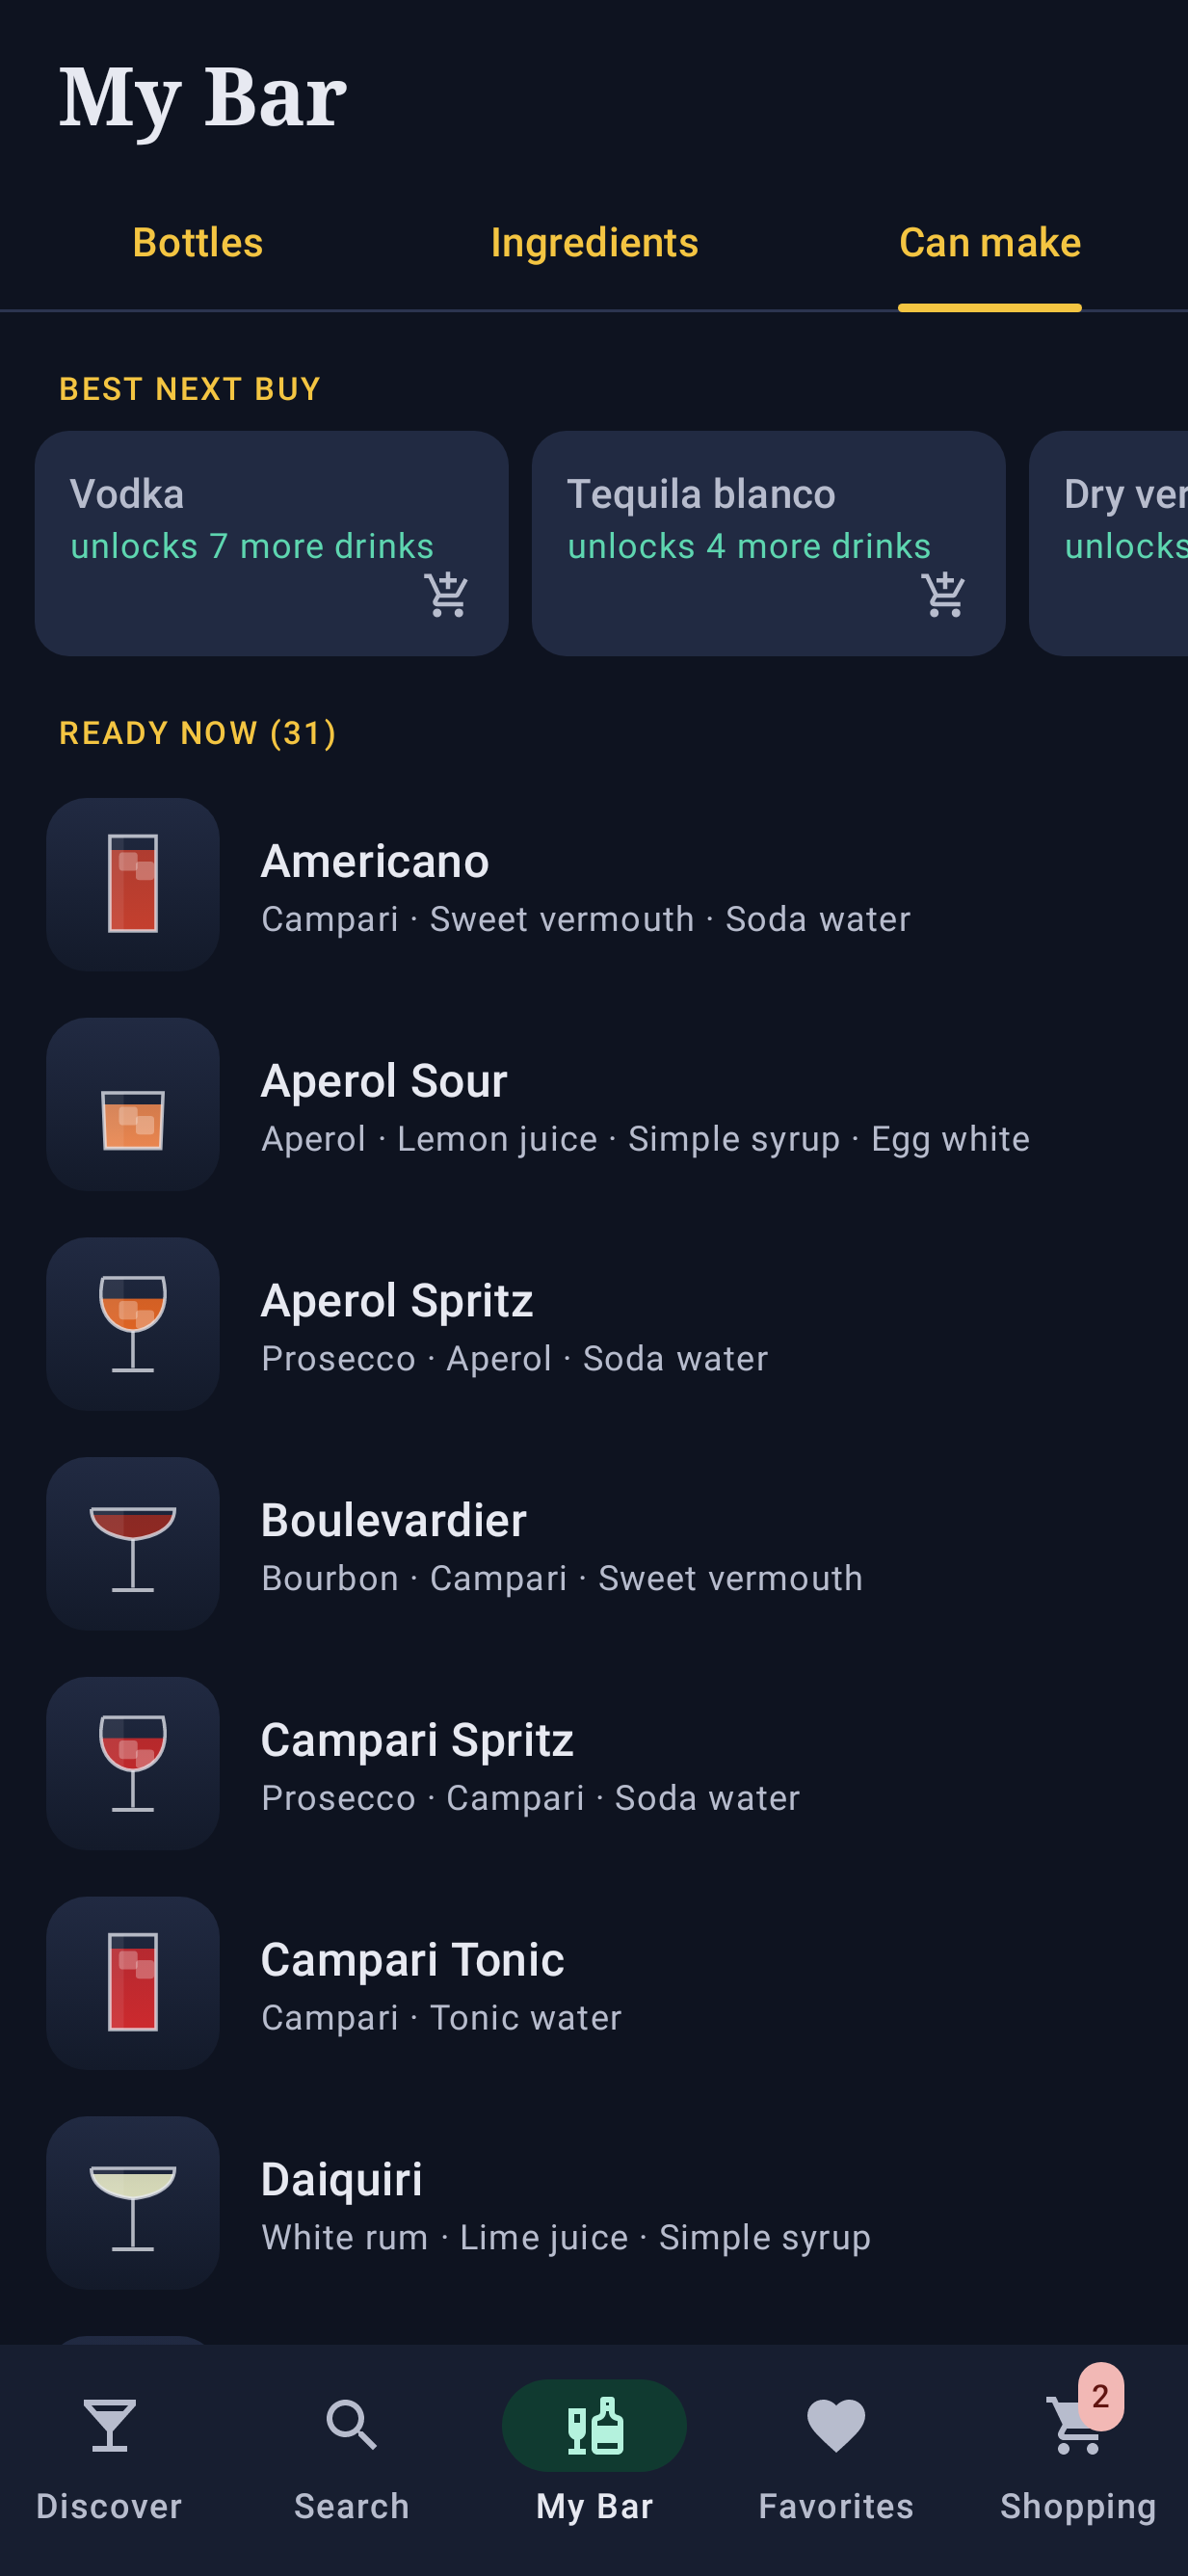 My Bar
Bottles
Ingredients
Can make
BEST NEXT BUY
Vodka
unlocks 7 more drinks
Tequila blanco
unlocks 4 more drinks
Dry
unlocks
READY NOW (31)
Americano
Campari · Sweet vermouth · Soda water
Aperol Sour
Aperol · Lemon juice · Simple syrup · Egg white
Aperol Spritz
Prosecco · Aperol · Soda water
Boulevardier
Bourbon · Campari · Sweet vermouth
Campari Spritz
Prosecco · Campari · Soda water
Campari Tonic
Campari · Tonic water
Daiquiri
White rum · Lime juice · Simple syrup
2
Discover
Search
My Bar
Favorites
Shopping